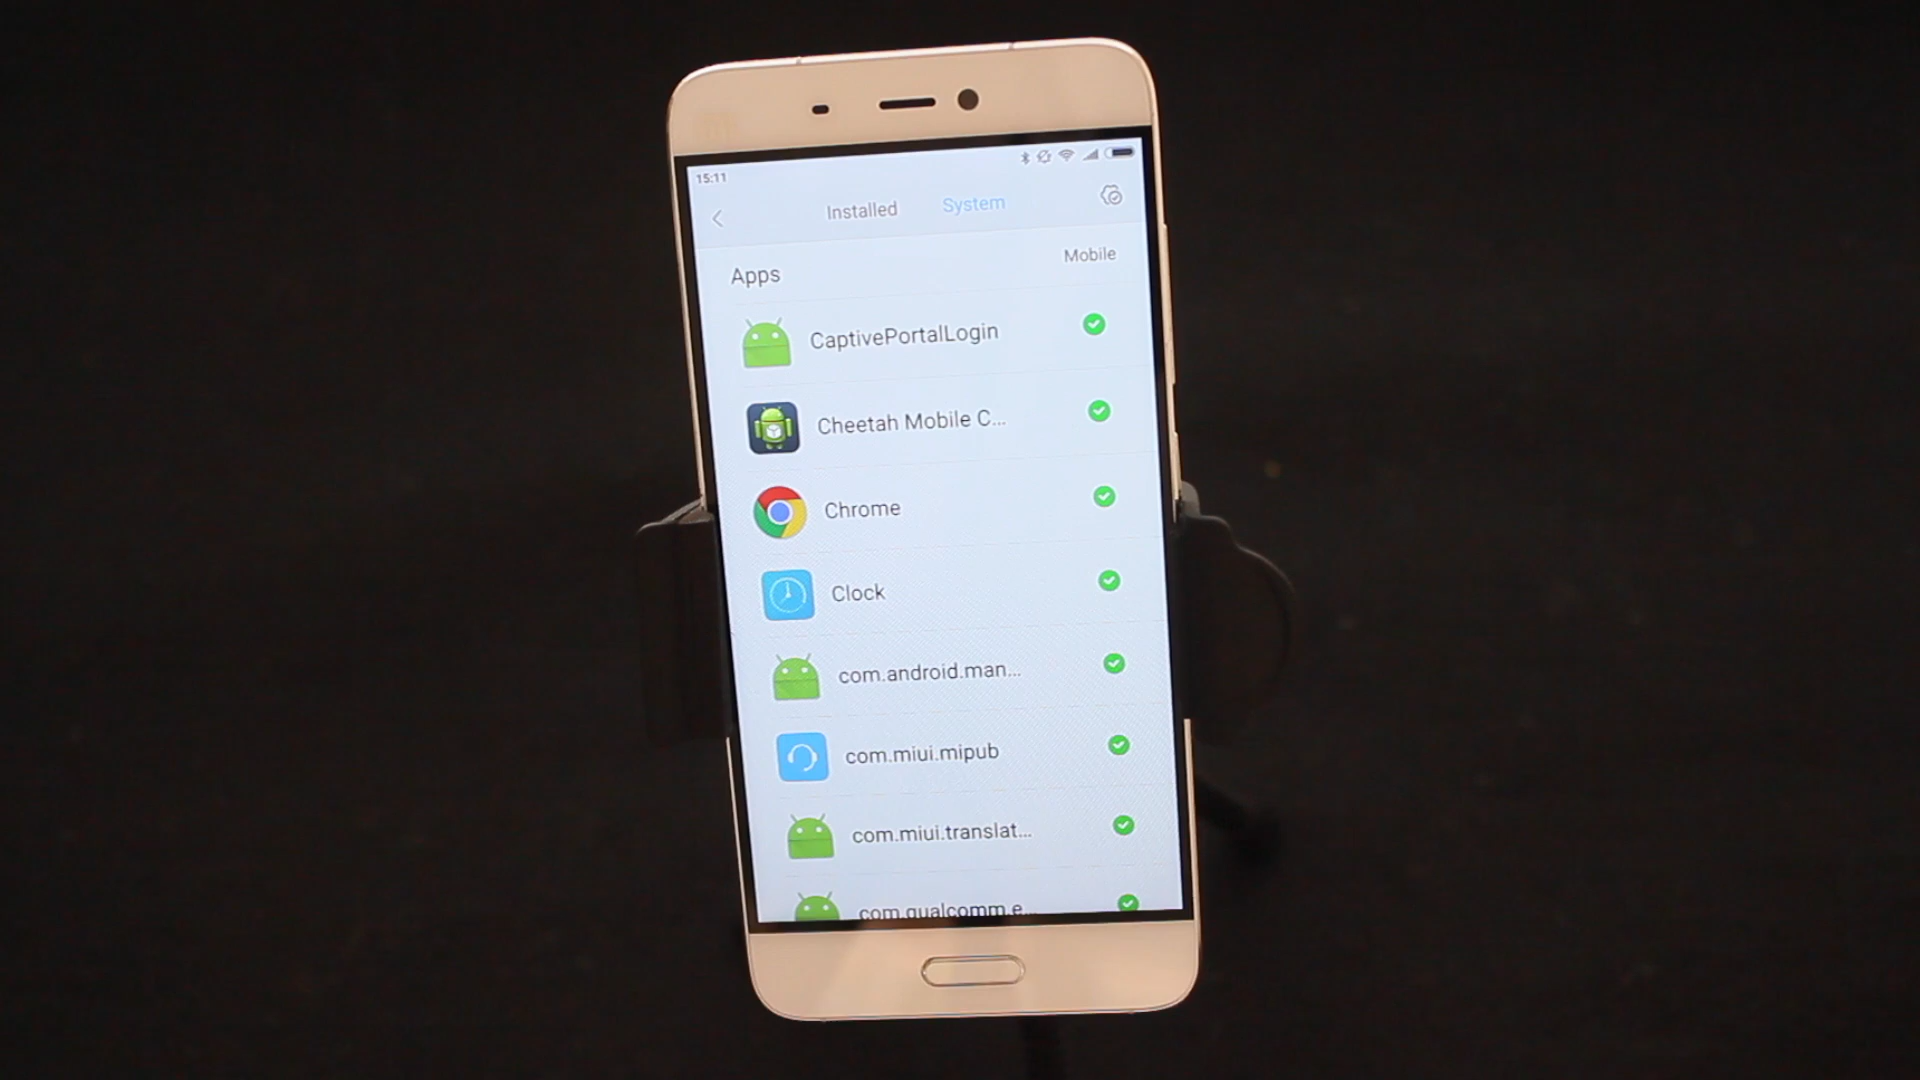 15:11
Installed System
Apps Mobile
CaptivePortalLogin
Cheetah Mobile C...
Chrome
Clock
com.android.man...
com.miui.mipub
com.miui.translat...
com.qualcomm.e...